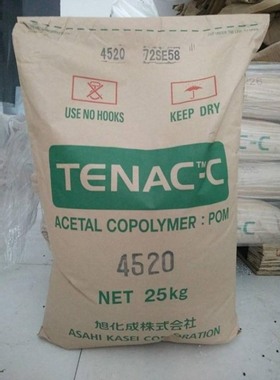 4520 72SE58
USE NO HOOKS KEEP DRY
TENAC™-C
ACETAL COPOLYMER : POM
4520
NET 25kg
旭化成株式会社
ASAHI KASEI CORPORATION